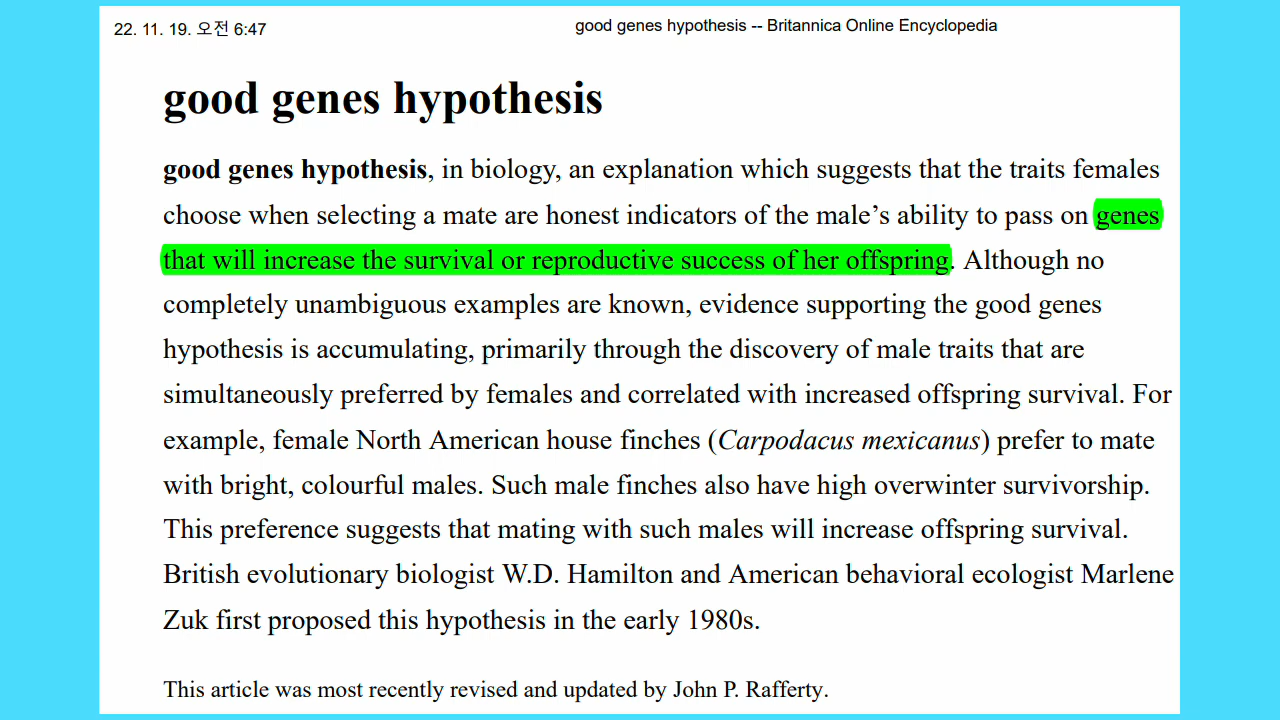 22. 11. 19. 오전 6:47
good genes hypothesis -- Britannica Online Encyclopedia
good genes hypothesis
good genes hypothesis, in biology, an explanation which suggests that the traits females
choose when selecting a mate are honest indicators of the male’s ability to pass on genes
that will increase the survival or reproductive success of her offspring. Although no
completely unambiguous examples are known, evidence supporting the good genes
hypothesis is accumulating, primarily through the discovery of male traits that are
simultaneously preferred by females and correlated with increased offspring survival. For
example, female North American house finches (Carpodacus mexicanus) prefer to mate
with bright, colourful males. Such male finches also have high overwinter survivorship.
This preference suggests that mating with such males will increase offspring survival.
British evolutionary biologist W.D. Hamilton and American behavioral ecologist Marlene
Zuk first proposed this hypothesis in the early 1980s.
This article was most recently revised and updated by John P. Rafferty.